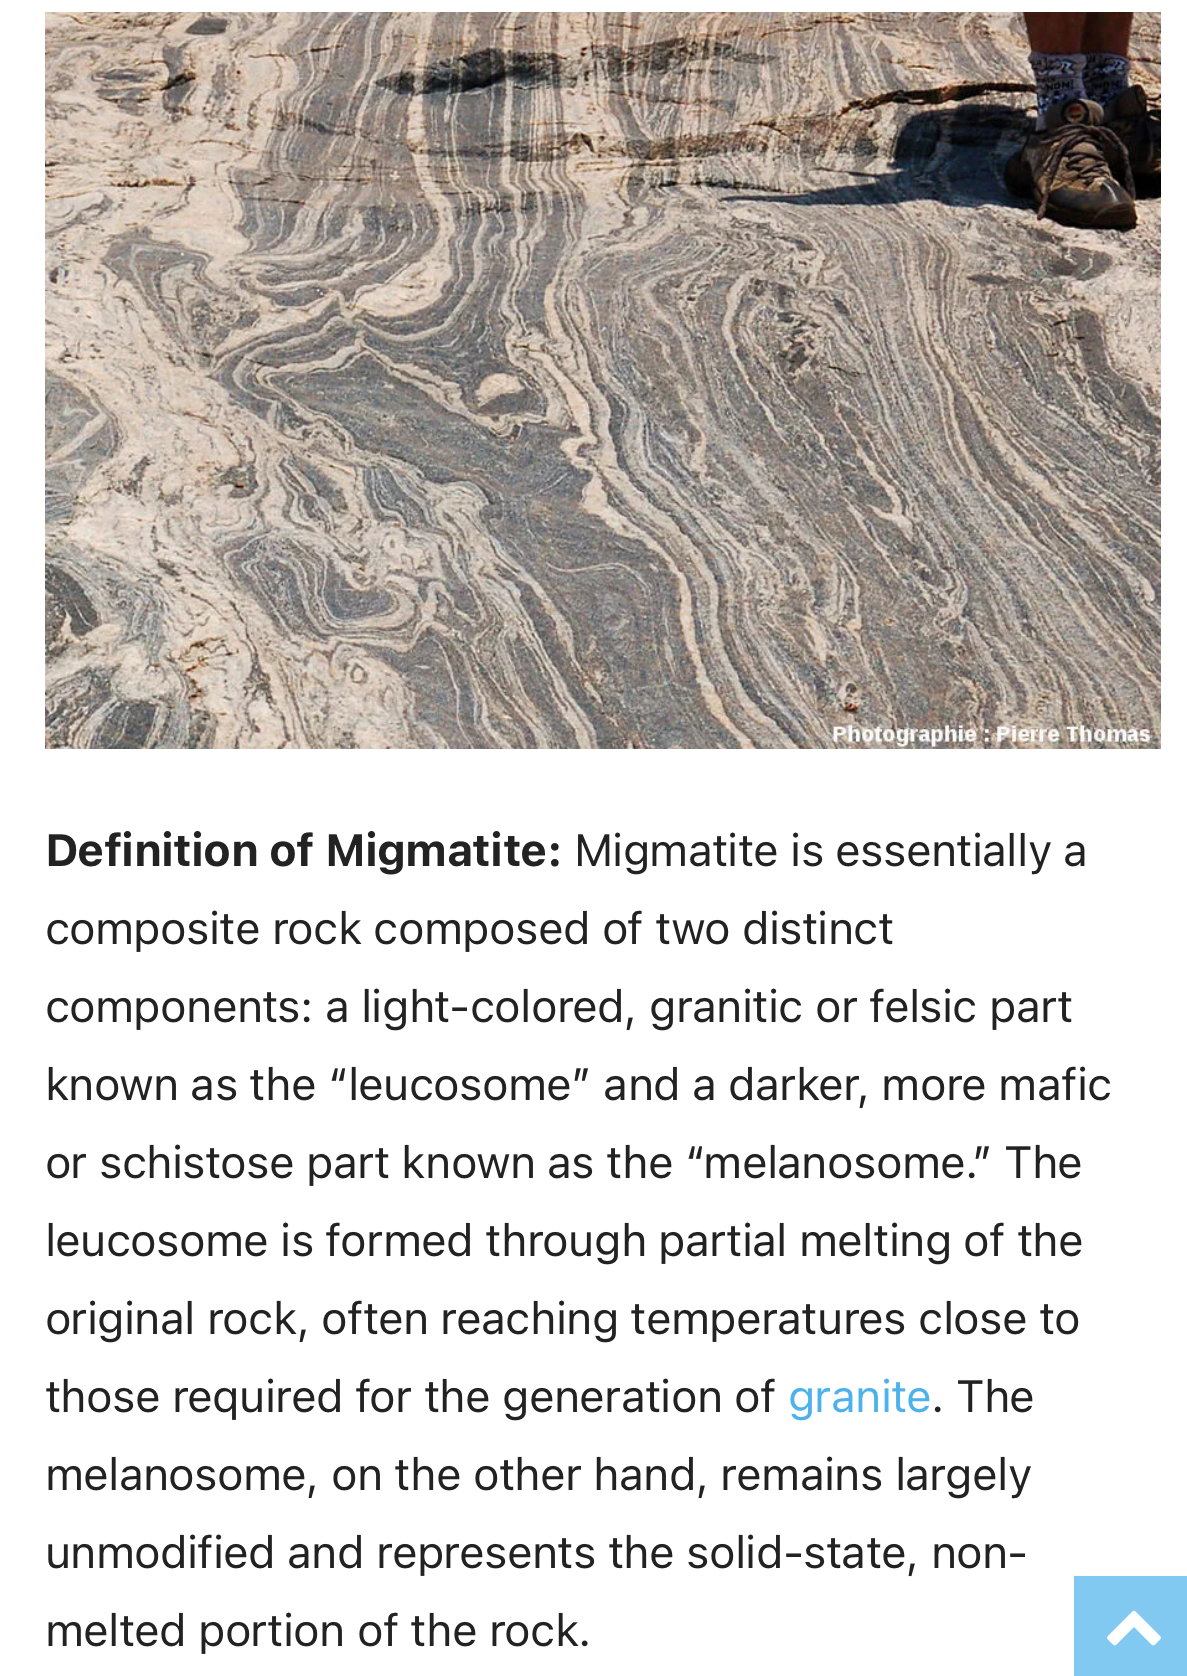 NON!
NON!
Photographie : Pierre Thomas
Definition of Migmatite: Migmatite is essentially a
composite rock composed of two distinct
components: a light-colored, granitic or felsic part
known as the “leucosome” and a darker, more mafic
or schistose part known as the “melanosome.” The
leucosome is formed through partial melting of the
original rock, often reaching temperatures close to
those required for the generation of granite. The
melanosome, on the other hand, remains largely
unmodified and represents the solid-state, non-
melted portion of the rock.